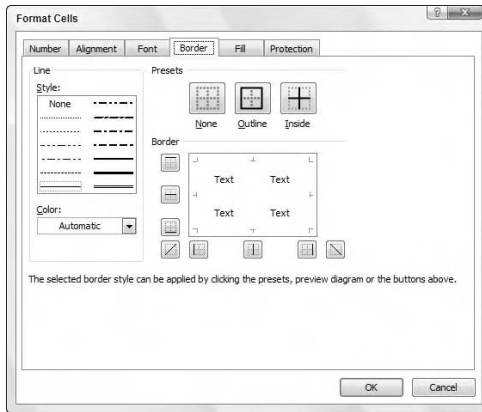 Format Cells
Number Alignment Font Border Fill Protection
Line
Style:
None
Color:
Automatic
Presets
None Outline Inside
Border
Text Text
Text Text
The selected border style can be applied by clicking the presets, preview diagram or the buttons above.
OK Cancel